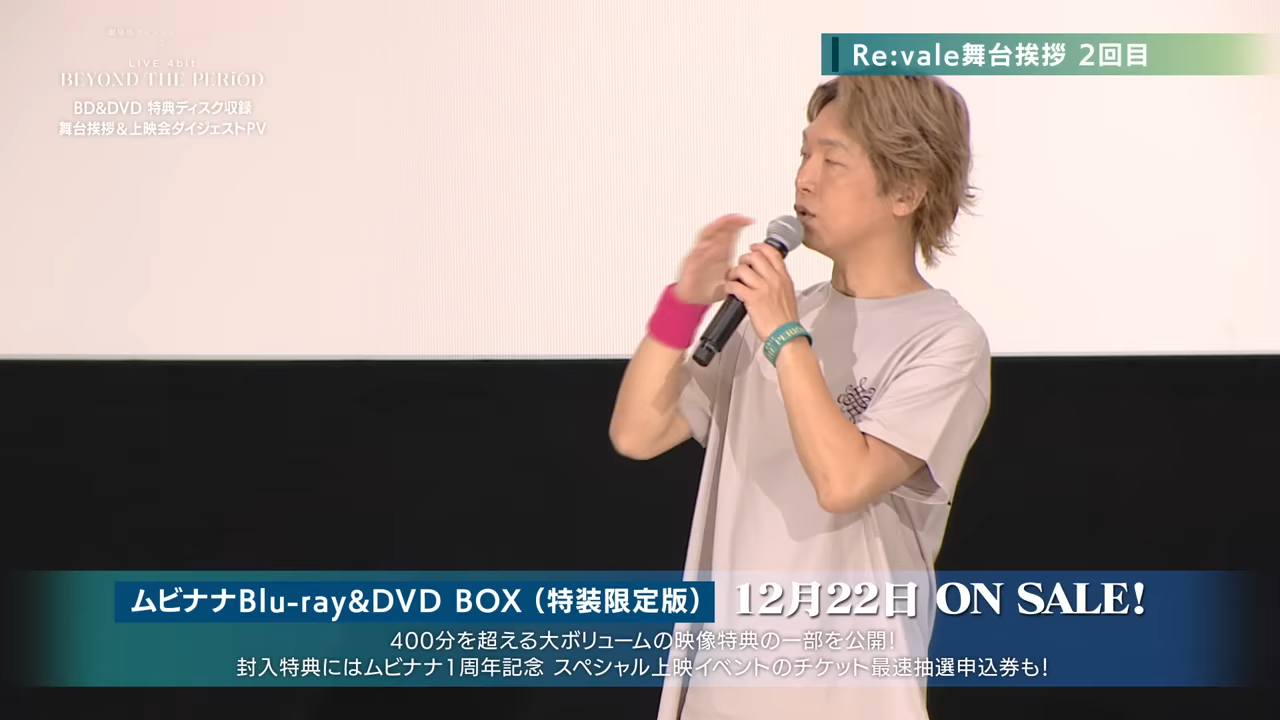 LIVE 4bit
BEYOND THE PERiOD
BD&DVD 特典ディスク収録
舞台挨拶&上映会ダイジェストPV
Re:vale舞台挨拶 2回目
PERiO
ムビナナBlu-ray&DVD BOX（特装限定版）
12月22日 ON SALE!
400分を超える大ボリュームの映像特典の一部を公開!
封入特典にはムビナナ1周年記念 スペシャル上映イベントのチケット最速抽選申込券も!